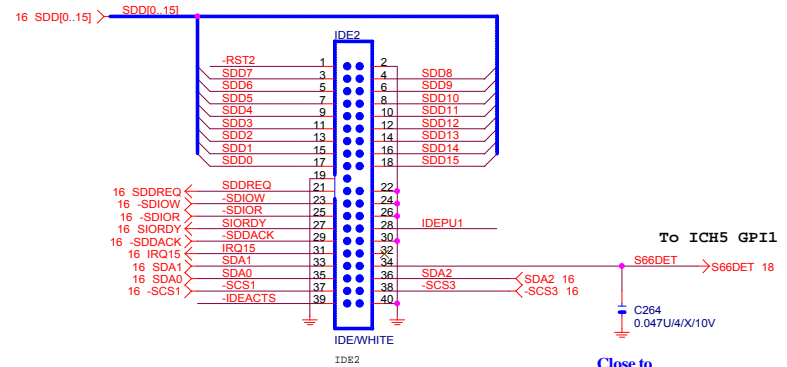 16 SDD[0..15] SDD[0..15]
IDE2
-RST2 1 2
SDD7 3 4 SDD8
SDD6 5 6 SDD9
SDD5 7 8 SDD10
SDD4 9 10 SDD11
SDD3 11 12 SDD12
SDD2 13 14 SDD13
SDD1 15 16 SDD14
SDD0 17 18 SDD15
19
16 SDDREQ SDDREQ 21 22
16 -SDIOW -SDIOW 23 24
16 -SDIOR -SDIOR 25 26
16 SIORDY SIORDY 27 28 IDEPU1
16 -SDDACK -SDDACK 29 30
16 IRQ15 IRQ15 31 32
To ICH5 GPI1
16 SDA1 SDA1 33 34 S66DET S66DET 18
16 SDA0 SDA0 35 36 SDA2 SDA2 16
16 -SCS1 -SCS1 37 38 -SCS3 -SCS3 16
-IDEACTS 39 40
C264
0.047U/4/X/10V
IDE/WHITE
IDE2
Close to